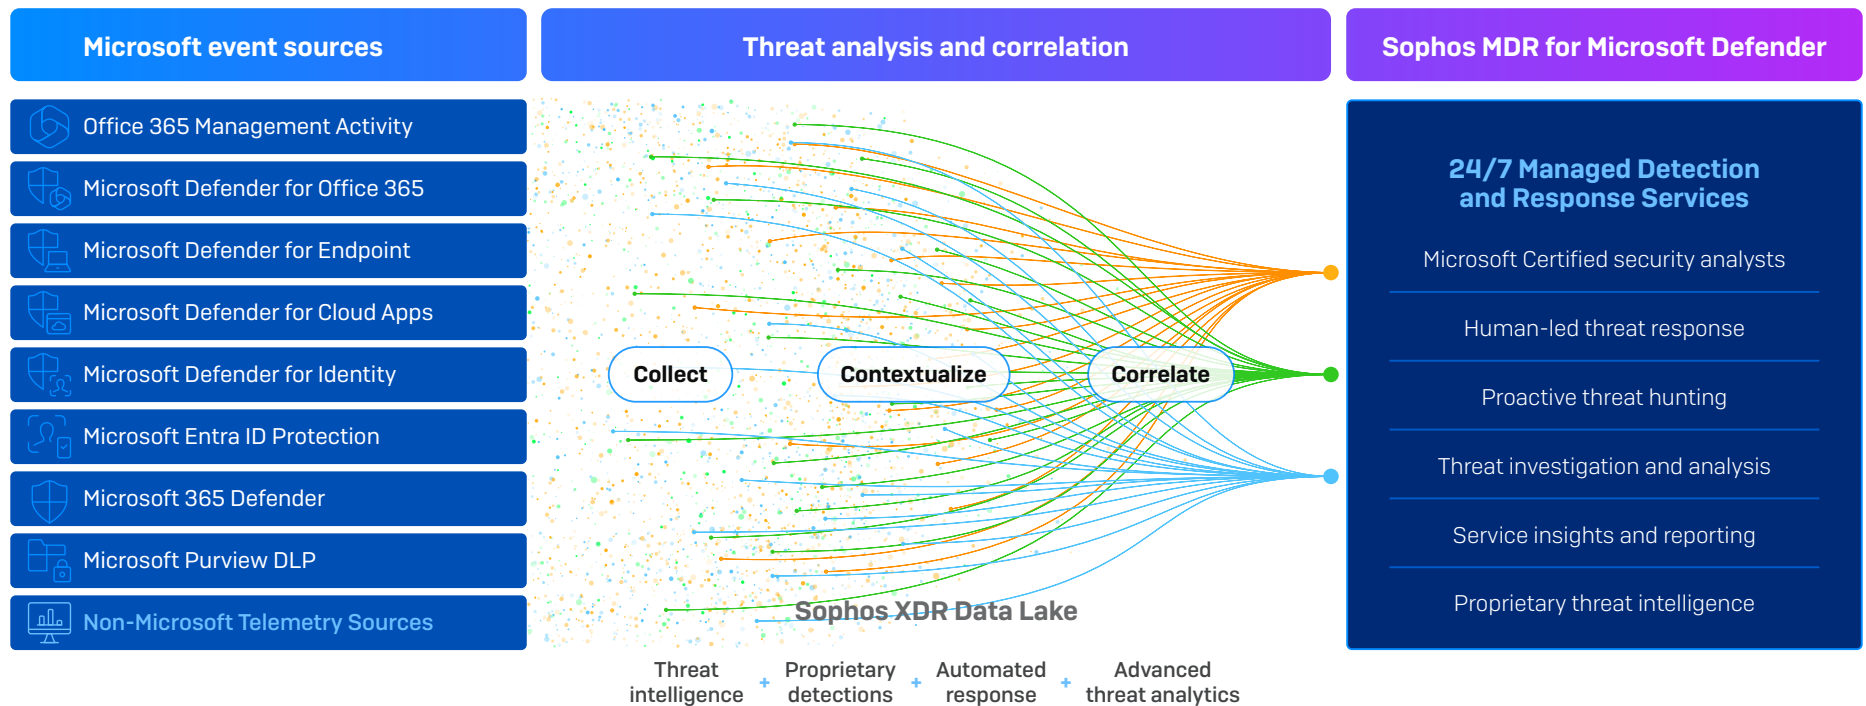 Microsoft event sources
Office 365 Management Activity
Microsoft Defender for Office 365
Microsoft Defender for Endpoint
Microsoft Defender for Cloud Apps
Microsoft Defender for Identity
Microsoft Entra ID Protection
Microsoft 365 Defender
Microsoft Purview DLP
Non-Microsoft Telemetry Sources
Threat analysis and correlation
Collect
Contextualize
Correlate
Sophos XDR Data Lake
Threat
intelligence
+
Proprietary
detections
+
Automated
response
+
Advanced
threat analytics
Sophos MDR for Microsoft Defender
24/7 Managed Detection
and Response Services
Microsoft Certified security analysts
Human-led threat response
Proactive threat hunting
Threat investigation and analysis
Service insights and reporting
Proprietary threat intelligence